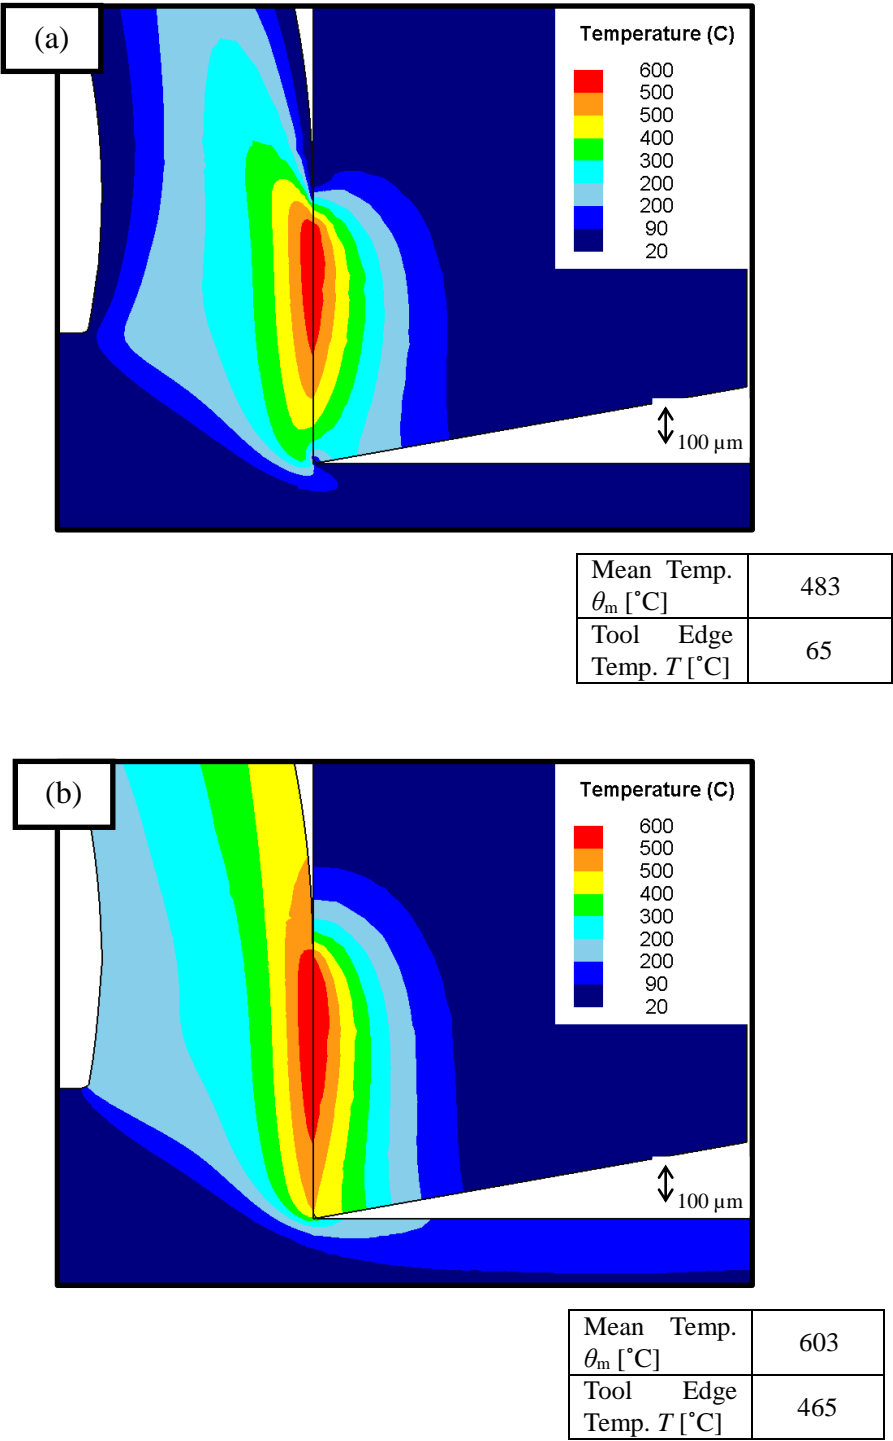 (a)
Temperature (C)
600
500
500
400
300
200
200
90
20
100 µm
Mean Temp.
θm [˚C]
483
Tool Edge
Temp. T [˚C]
65
(b)
Temperature (C)
600
500
500
400
300
200
200
90
20
100 µm
Mean Temp.
θm [˚C]
603
Tool Edge
Temp. T [˚C]
465